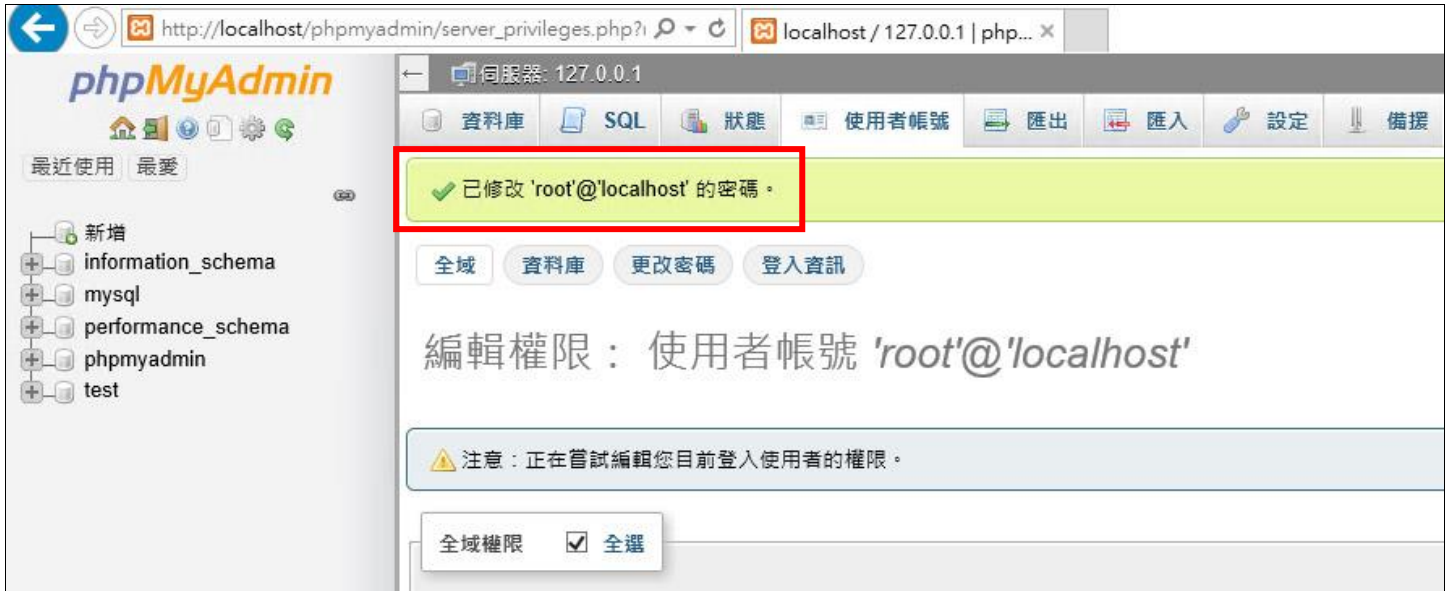 http://localhost/phpmyadmin/server_privileges.php?
localhost / 127.0.0.1 | php...
phpMyAdmin
最近使用 最愛
新增
information_schema
mysql
performance_schema
phpmyadmin
test
伺服器: 127.0.0.1
資料庫 SQL 狀態 使用者帳號 匯出 匯入 設定 備援
已修改 'root'@'localhost' 的密碼。
全域 資料庫 更改密碼 登入資訊
編輯權限： 使用者帳號 'root'@'localhost'
注意：正在嘗試編輯您目前登入使用者的權限。
全域權限 全選